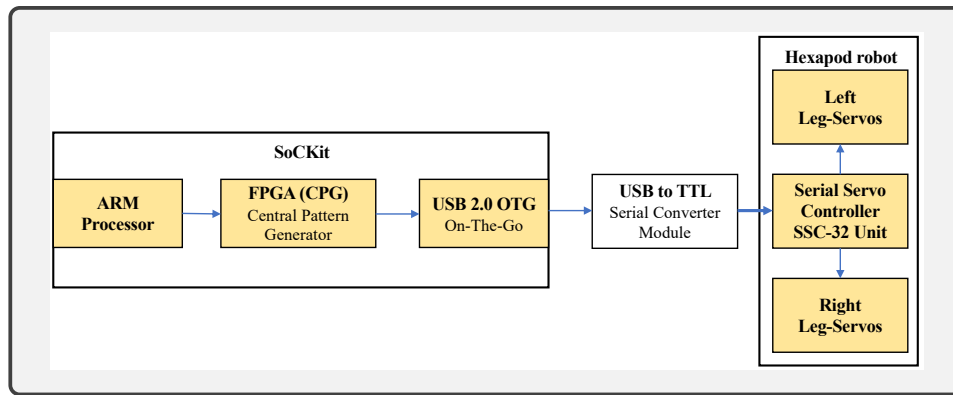 SoCKit
ARM
Processor
FPGA (CPG)
Central Pattern
Generator
USB 2.0 OTG
On-The-Go
USB to TTL
Serial Converter
Module
Hexapod robot
Left
Leg-Servos
Serial Servo
Controller
SSC-32 Unit
Right
Leg-Servos